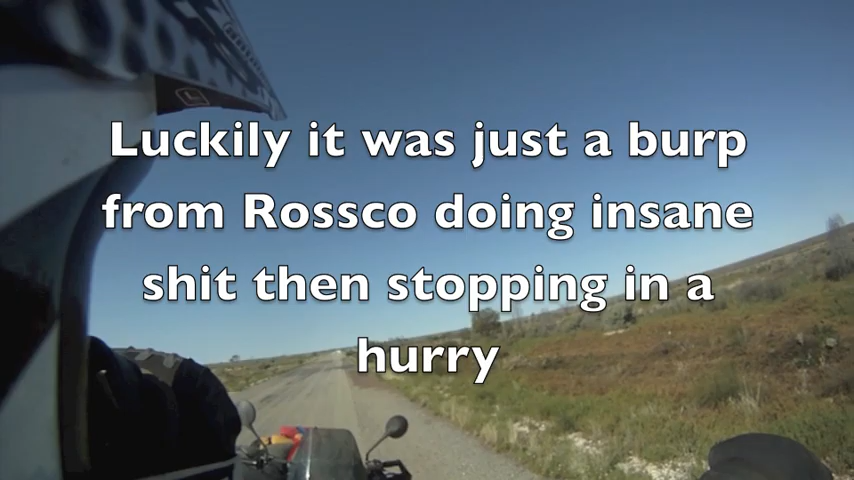 Luckily it was just a burp
from Rossco doing insane
shit then stopping in a
hurry